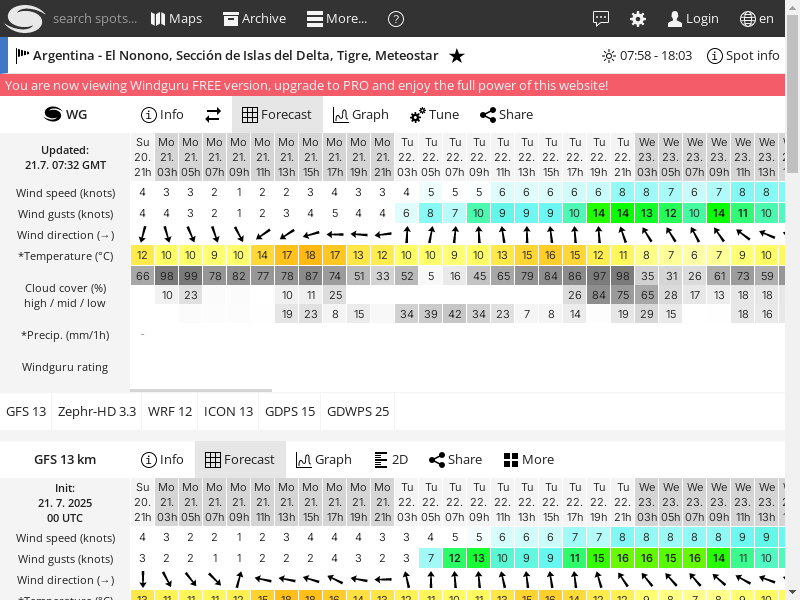 search spots... Maps Archive More... ? Login en
Argentina - El Nonono, Sección de Islas del Delta, Tigre, Meteostar ★ 07:58 - 18:03 Spot info
You are now viewing Windguru FREE version, upgrade to PRO and enjoy the full power of this website!
WG Info Forecast Graph Tune Share
Su Mo Mo Mo Mo Mo Mo Mo Mo Mo Mo Tu Tu Tu Tu Tu Tu Tu Tu Tu Tu We We We We We We
Updated: 20. 21. 21. 21. 21. 21. 21. 21. 21. 21. 21. 22. 22. 22. 22. 22. 22. 22. 22. 22. 22. 23. 23. 23. 23. 23. 23.
21.7. 07:32 GMT 21h 03h 05h 07h 09h 11h 13h 15h 17h 19h 21h 03h 05h 07h 09h 11h 13h 15h 17h 19h 21h 03h 05h 07h 09h 11h 13h
Wind speed (knots) 4 3 3 2 1 2 2 3 4 3 3 4 5 5 5 6 6 6 6 6 8 8 7 6 7 8 8
Wind gusts (knots) 4 4 3 2 1 2 3 4 5 4 4 6 8 7 10 9 9 9 10 14 14 13 12 10 14 11 10
Wind direction (→)
*Temperature (°C) 12 10 10 9 10 14 17 18 17 13 12 10 10 9 10 13 15 16 15 12 11 8 7 6 7 9 10
66 98 99 78 82 77 78 87 74 51 33 52 5 16 45 65 79 84 86 97 98 35 31 26 61 73 59
Cloud cover (%)
10 23 10 11 25 26 84 75 65 28 17 13 18 18
high / mid / low
19 23 8 15 34 39 42 34 23 7 8 14 19 29 15 18 16
*Precip. (mm/1h) -
Windguru rating
GFS 13 Zephr-HD 3.3 WRF 12 ICON 13 GDPS 15 GDWPS 25
GFS 13 km Info Forecast Graph 2D Share More
Init: Su Mo Mo Mo Mo Mo Mo Mo Mo Mo Mo Tu Tu Tu Tu Tu Tu Tu Tu Tu Tu We We We We We We
21. 7. 2025 20. 21. 21. 21. 21. 21. 21. 21. 21. 21. 21. 22. 22. 22. 22. 22. 22. 22. 22. 22. 22. 23. 23. 23. 23. 23. 23.
00 UTC 21h 03h 05h 07h 09h 11h 13h 15h 17h 19h 21h 03h 05h 07h 09h 11h 13h 15h 17h 19h 21h 03h 05h 07h 09h 11h 13h
Wind speed (knots) 4 3 2 2 1 2 3 4 4 4 3 3 4 5 5 6 6 6 7 7 8 8 8 8 8 9 9
Wind gusts (knots) 3 2 2 1 1 2 2 2 4 3 2 3 7 12 13 10 9 9 11 15 16 16 15 16 14 11 10
Wind direction (→)